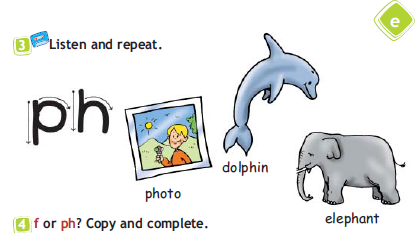 e
3 Listen and repeat.
ph
dolphin
photo
elephant
4 f or ph? Copy and complete.